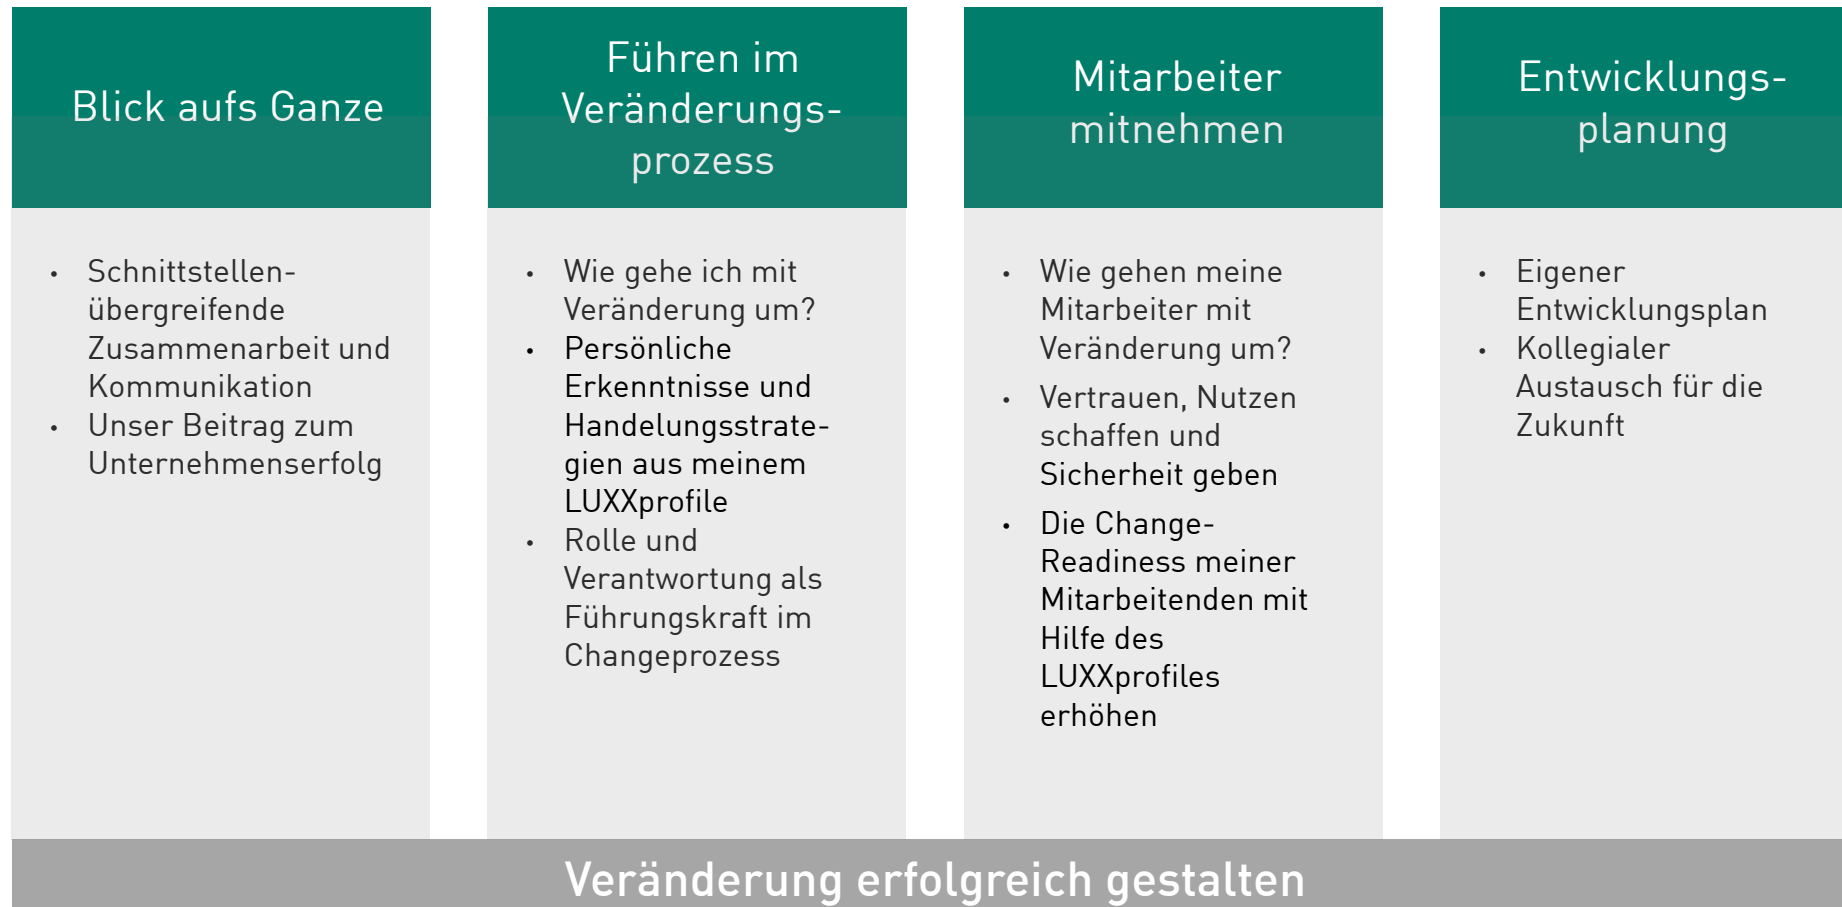 Blick aufs Ganze
Schnittstellen-
übergreifende
Zusammenarbeit und
Kommunikation
Unser Beitrag zum
Unternehmenserfolg
Führen im
Veränderungs-
prozess
Wie gehe ich mit
Veränderung um?
Persönliche
Erkenntnisse und
Handelungsstrate-
gien aus meinem
LUXXprofile
Rolle und
Verantwortung als
Führungskraft im
Changeprozess
Mitarbeiter
mitnehmen
Wie gehen meine
Mitarbeiter mit
Veränderung um?
Vertrauen, Nutzen
schaffen und
Sicherheit geben
Die Change-
Readiness meiner
Mitarbeitenden mit
Hilfe des
LUXXprofiles
erhöhen
Entwicklungs-
planung
Eigener
Entwicklungsplan
Kollegialer
Austausch für die
Zukunft
Veränderung erfolgreich gestalten